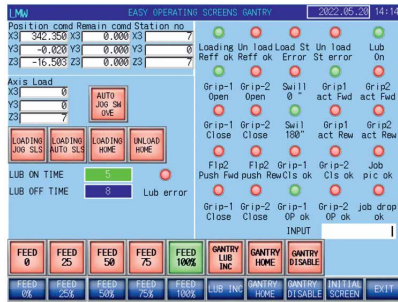 LMW EASY OPERATING SCREENS GANTRY 2022.05.20 14:14
Position comd Remain comd Station no
X3 342.350 X3 0.000 X3 7
Y3 -0.020 Y3 0.000 Y3 7
Z3 -16.503 Z3 0.000 Z3 7
Axis Load
X3 0
Y3 0
Z3 7
AUTO
JOG SW
OVE
LOADING
JOG SLS
LOADING
AUTO SLS
LOADING
HOME
UNLOAD
HOME
LUB ON TIME 5
LUB OFF TIME 8 Lub error
Loading Un load Load St Un load Lub
Reff ok Reff ok Error St error On
Grip-1 Grip-2 Swill Grip1 Grip2
Open Open 0 ° act Fwd act Fwd
Grip-1 Grip-2 Swil Grip1 Grip2
Close Close 180° act Rew act Rew
Flp2 Flp2 Grip-1 Grip-2 Job
Push Fwd push Rew Cls ok Cls ok pic ok
Grip-1 Grip-2 Grip-1 Grip-2 job drop
Close Close OP ok OP ok ok
INPUT 1
FEED
0
FEED
25
FEED
50
FEED
75
FEED
100%
GANTRY
LUB
INC
GANTRY
HOME
GANTRY
DISABLE
FEED
0%
FEED
25%
FEED
50%
FEED
75%
FEED
100%
LUB INC
GANTRY
HOME
GANTRY
DISABLE
INITIAL
SCREEN
EXIT